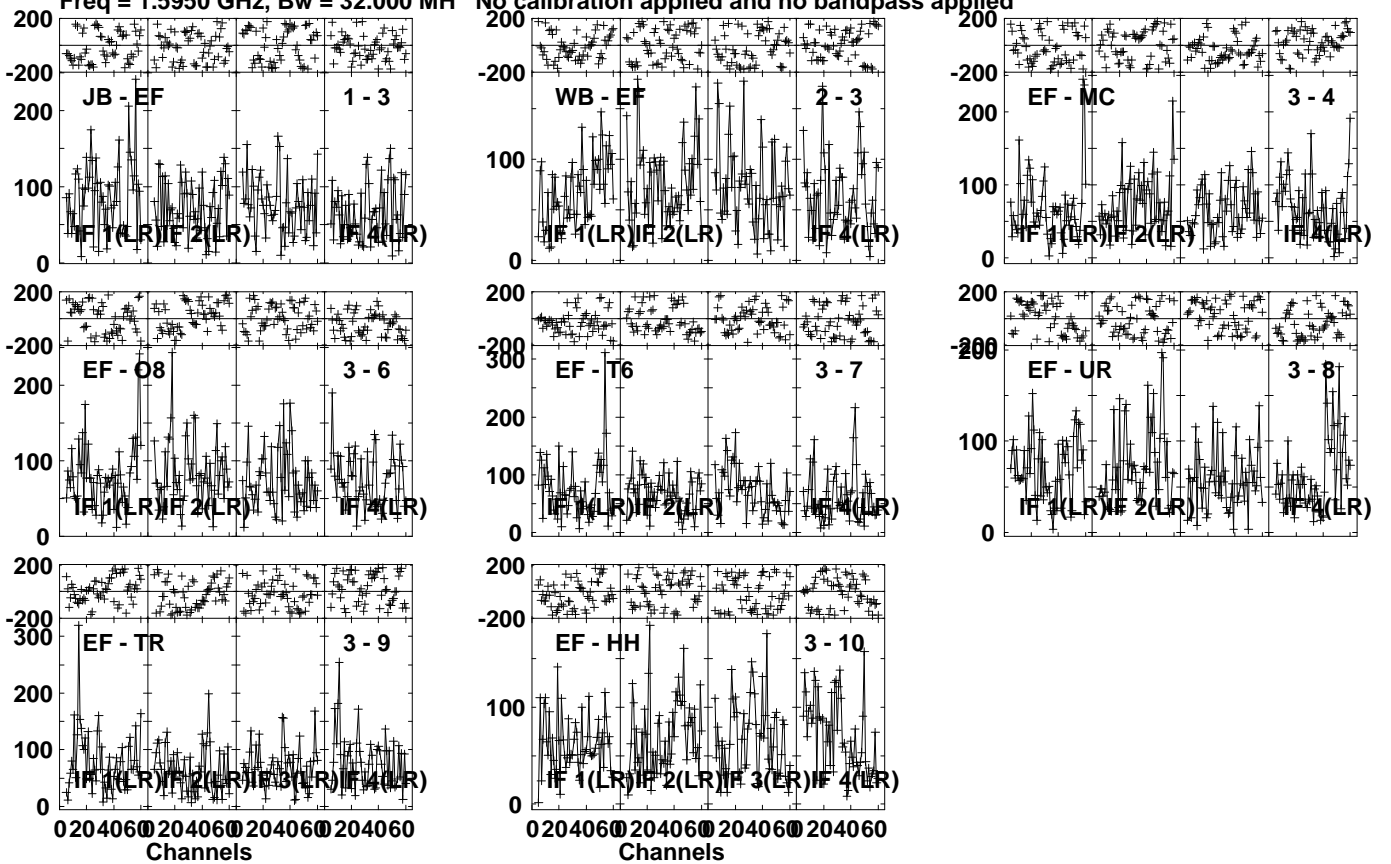 Freq = 1.5950 GHz, Bw = 32.000 MH No calibration applied and no bandpass applied
200
-200
200
100
0
JB - EF
1 - 3
IF 1(LR)
IF 2(LR)
IF 4(LR)
200
-200
100
0
WB - EF
2 - 3
IF 1(LR)
IF 2(LR)
IF 4(LR)
200
-200
200
100
0
EF - MC
3 - 4
IF 1(LR)
IF 2(LR)
IF 4(LR)
200
-200
200
100
0
EF - O8
3 - 6
IF 1(LR)
IF 2(LR)
IF 4(LR)
200
-200
300
200
100
0
EF - T6
3 - 7
IF 1(LR)
IF 2(LR)
IF 4(LR)
200
-200
200
100
0
EF - UR
3 - 8
IF 1(LR)
IF 2(LR)
IF 4(LR)
200
-200
300
200
100
0
EF - TR
3 - 9
IF 1(LR)
IF 2(LR)
IF 3(LR)
IF 4(LR)
0 20 40 60 0 20 40 60 0 20 40 60 0 20 40 60
Channels
200
-200
100
0
EF - HH
3 - 10
IF 1(LR)
IF 2(LR)
IF 3(LR)
IF 4(LR)
0 20 40 60 0 20 40 60 0 20 40 60 0 20 40 60
Channels